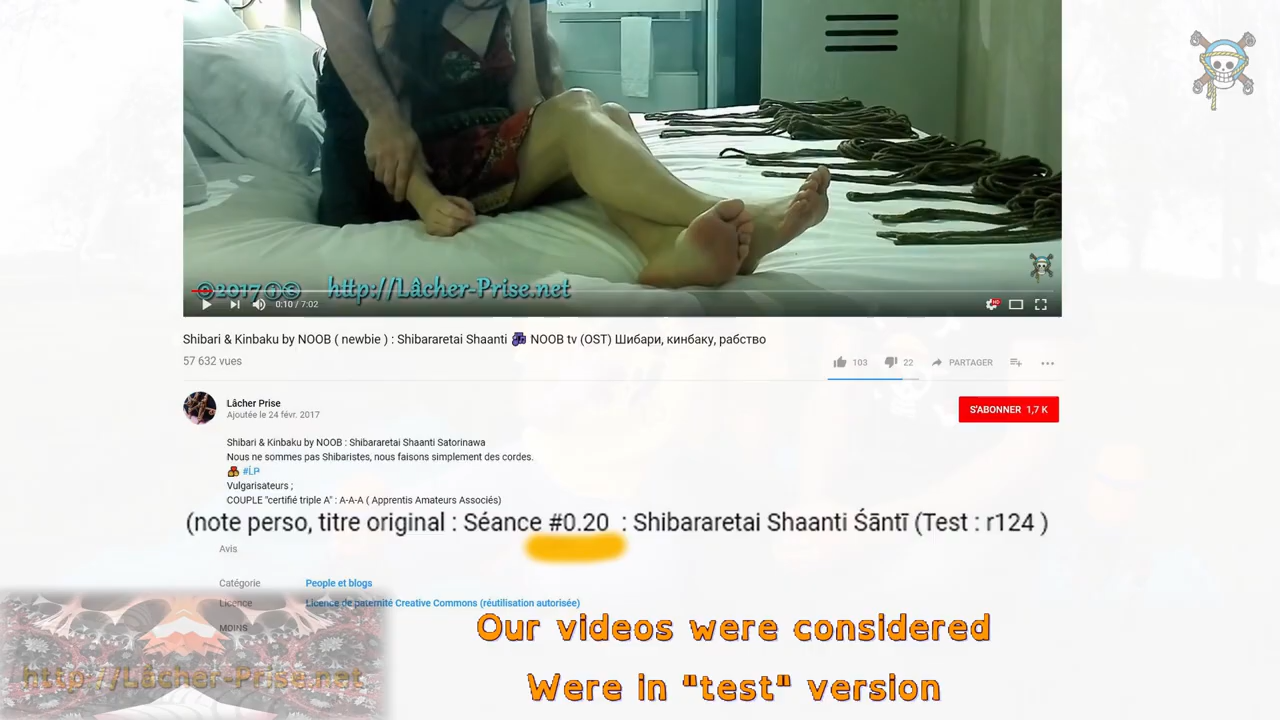 ©2017 http://Lâcher-Prise.net
0:10 / 7:02
HD
Shibari & Kinbaku by NOOB ( newbie ) : Shibararetai Shaanti 🎶 NOOB tv (OST) Шибари, кинбаку, рабство
57 632 vues
103 22 PARTAGER
Lâcher Prise
Ajoutée le 24 févr. 2017
S'ABONNER 1,7 K
Shibari & Kinbaku by NOOB : Shibararetai Shaanti Satorinawa
Nous ne sommes pas Shibaristes, nous faisons simplement des cordes.
#ĹP
Vulgarisateurs ;
COUPLE "certifié triple A" : A-A-A ( Apprentis Amateurs Associés)
(note perso, titre original : Séance #0.20 : Shibararetai Shaanti Śāntī (Test : r124 )
Avis
Catégorie People et blogs
Licence Licence de paternité Creative Commons (réutilisation autorisée)
MOINS
http://Lâcher-Prise.net
Our videos were considered
Were in "test" version